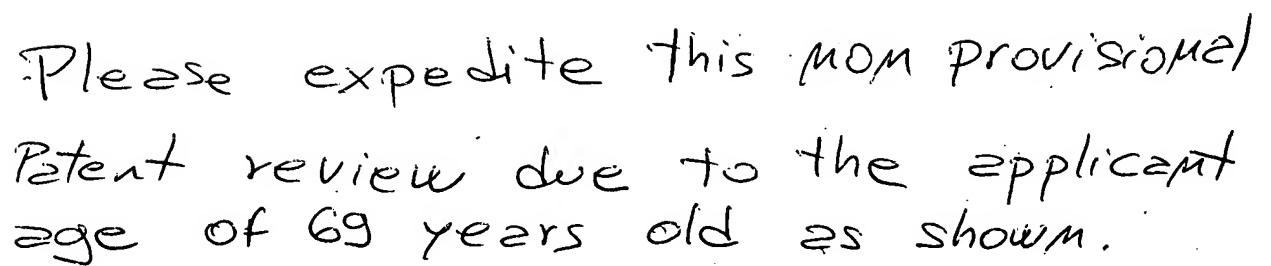 Please expedite this non provisional
Patent review due to the applicant
age of 69 years old as shown.